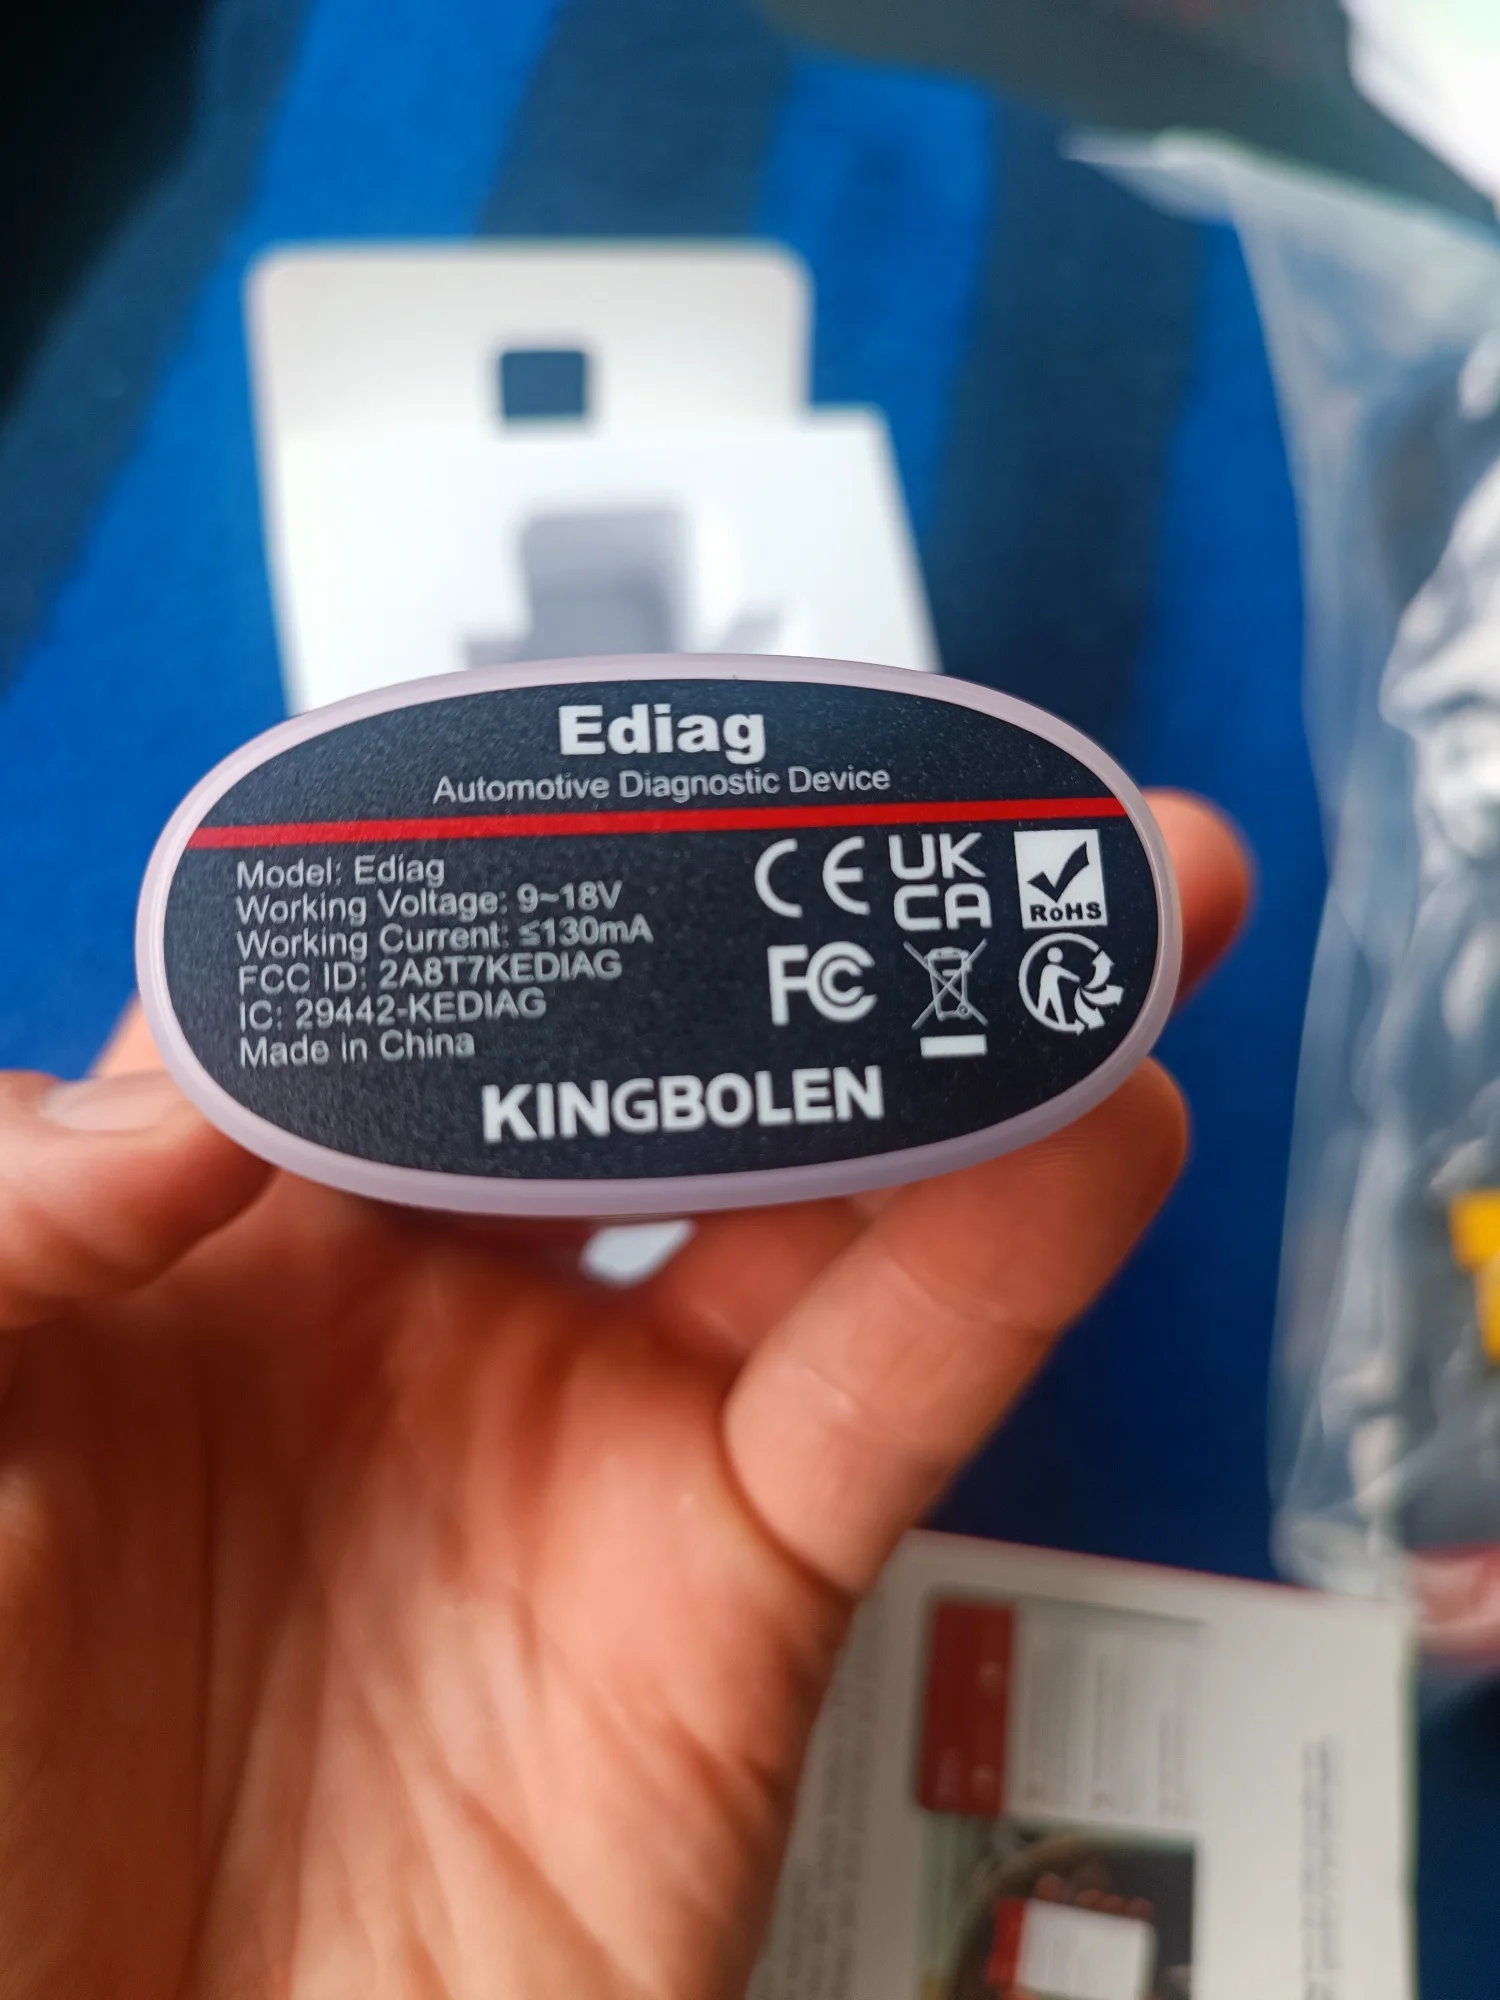 Ediag
Automotive Diagnostic Device
Model: Ediag
Working Voltage: 9~18V
Working Current: ≤130mA
FCC ID: 2A8T7KEDIAG
IC: 29442-KEDIAG
Made in China
CE
UK
CA
RoHS
FC
KINGBOLEN